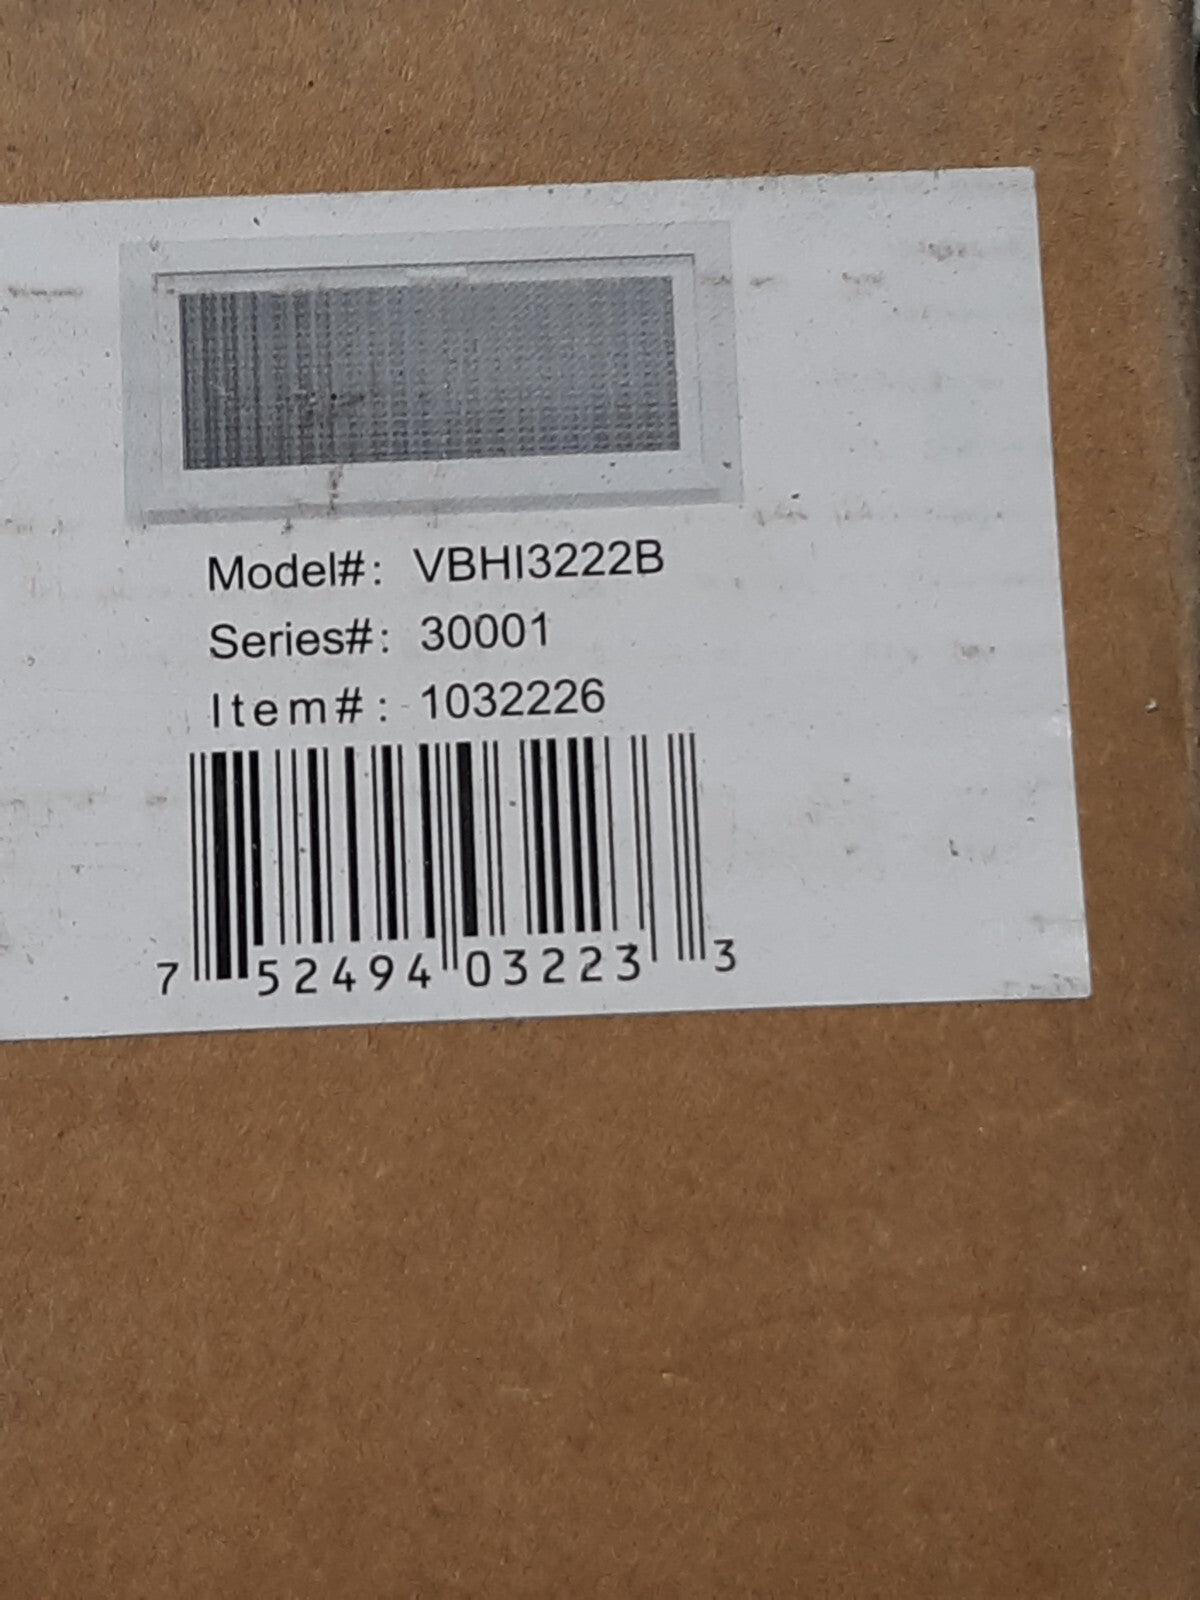 Model#: VBHI3222B
Series#: 30001
Item#: 1032226
7 52494 03223 3